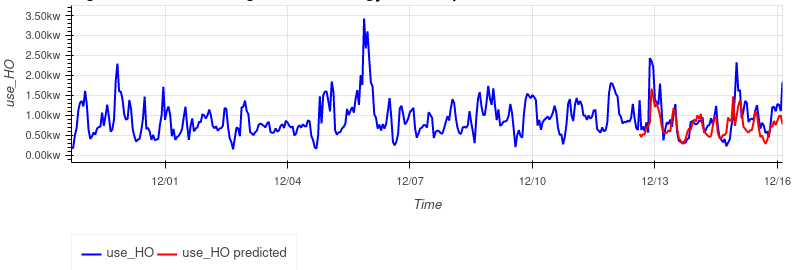 3.50kw
3.00kw
2.50kw
2.00kw
1.50kw
1.00kw
0.50kw
0.00kw
use_HO
12/01 12/04 12/07 12/10 12/13 12/16
Time
use_HO use_HO predicted